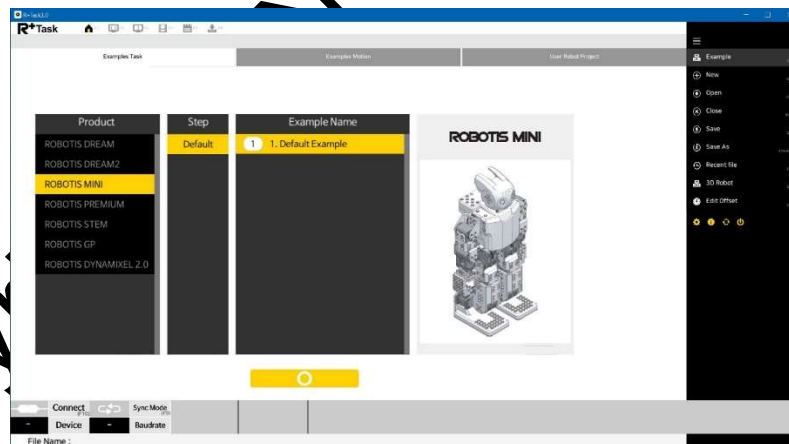 R+Task3.0
R+Task
Examples Task
Examples Motion
User Robot Project
Product
ROBOTIS DREAM
ROBOTIS DREAM2
ROBOTIS MINI
ROBOTIS PREMIUM
ROBOTIS STEM
ROBOTIS GP
ROBOTIS DYNAMIXEL 2.0
Step
Default
Example Name
1 1. Default Example
ROBOTIS MINI
Example
New
Open
Close
Save
Save As
Recent file
3D Robot
Edit Offset
Connect
Sync Mode
- Device - Baudrate
File Name :